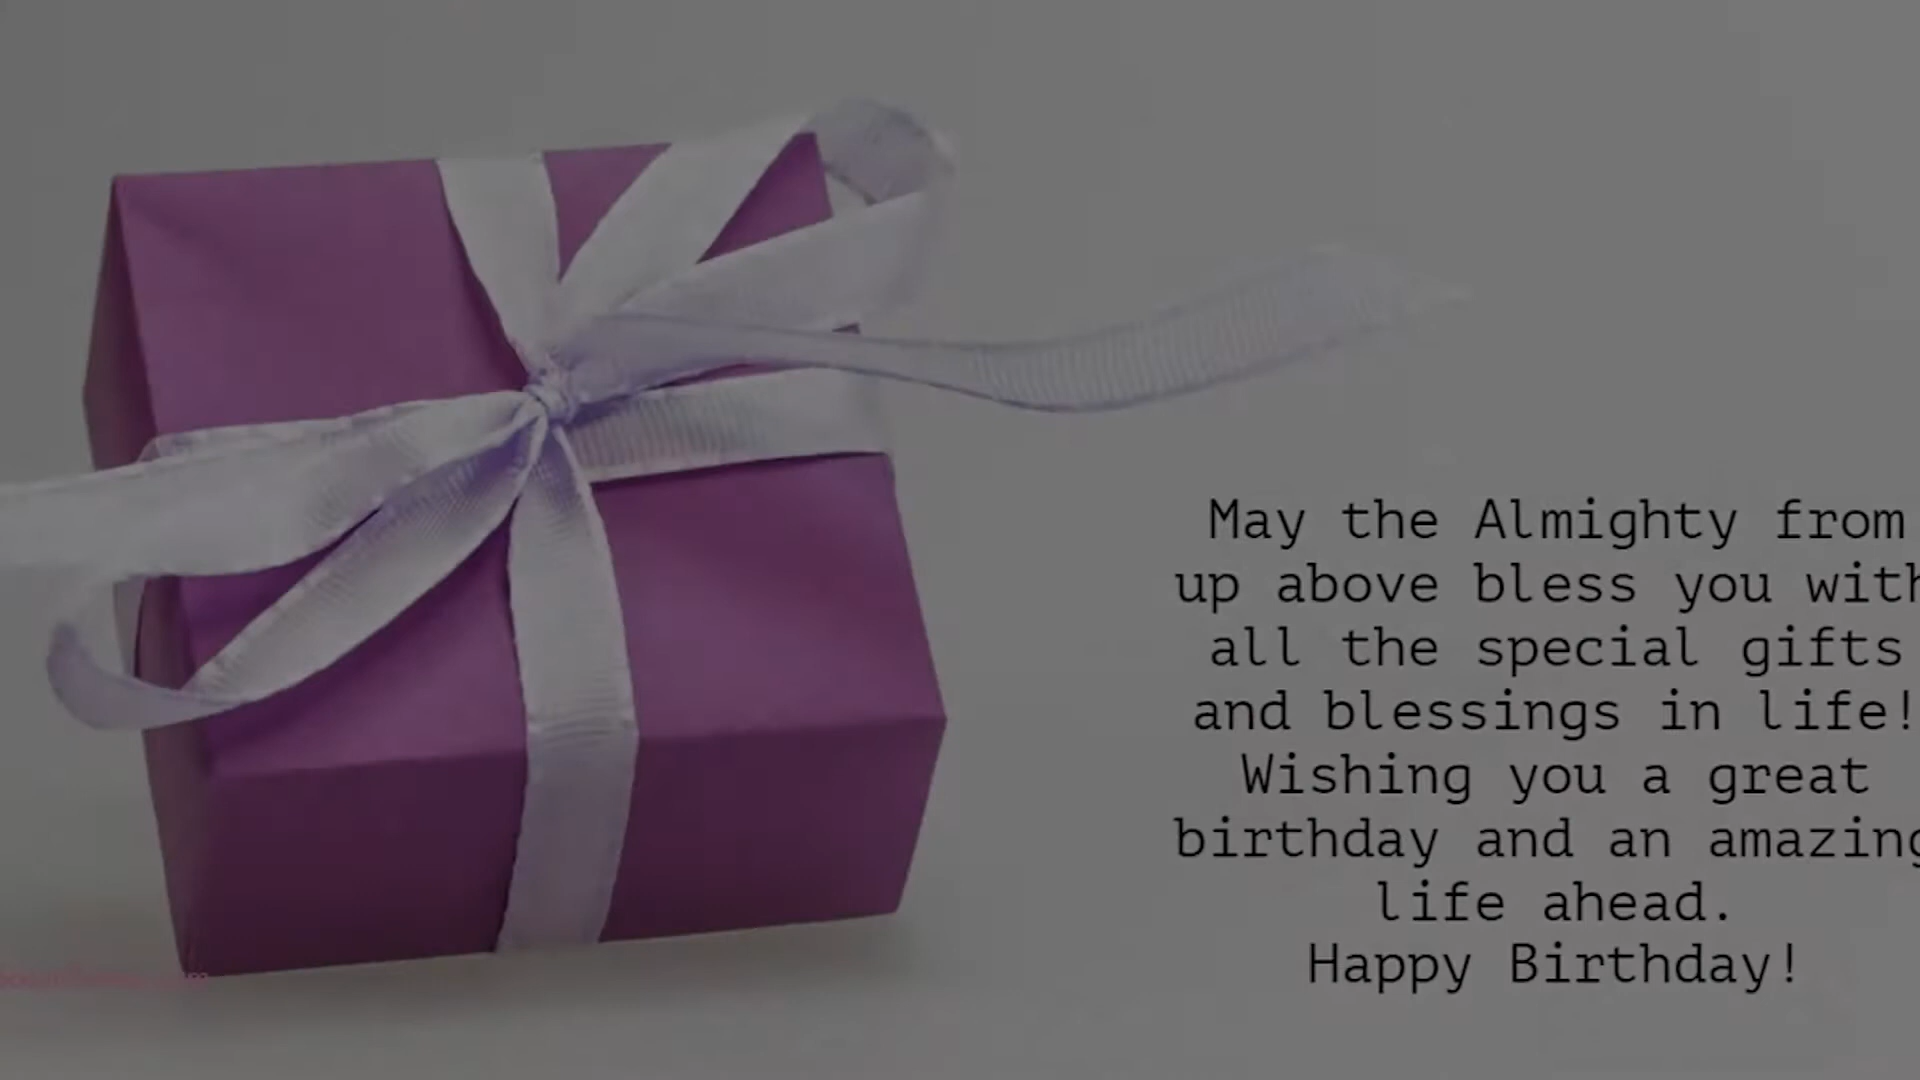 May the Almighty from
up above bless you with
all the special gifts
and blessings in life!
Wishing you a great
birthday and an amazing
life ahead.
Happy Birthday!